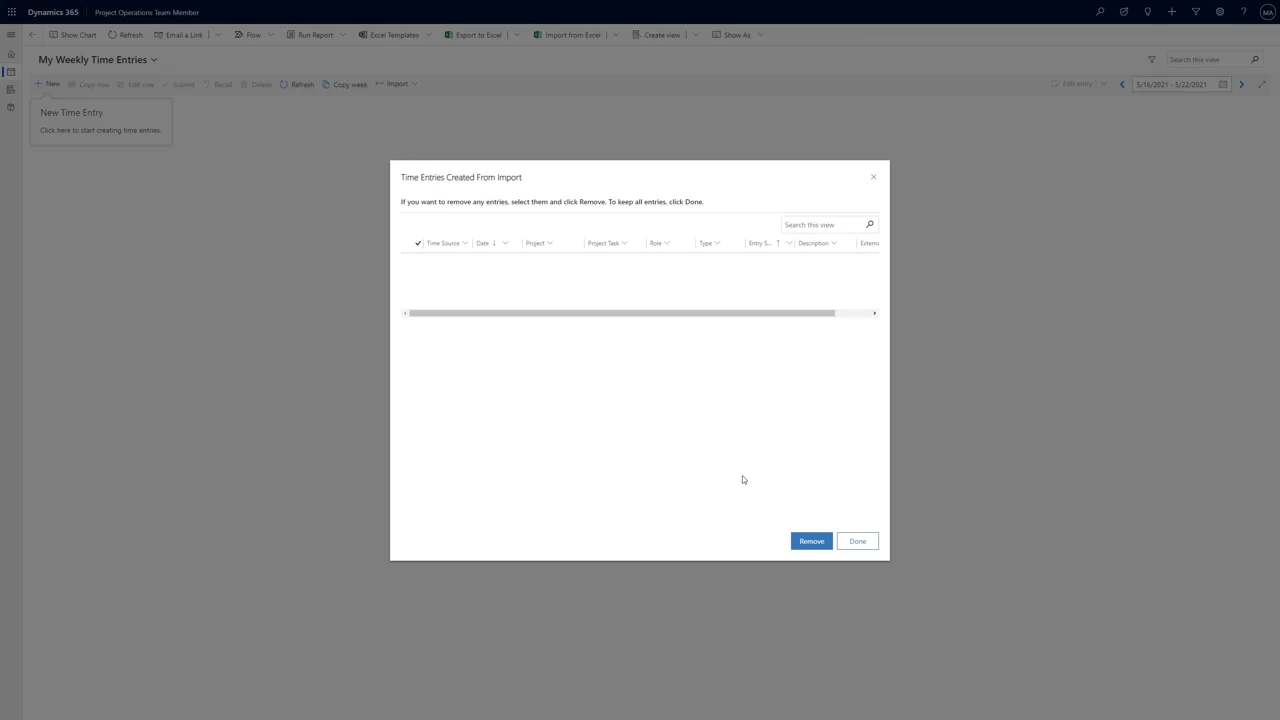 Dynamics 365 Project Operations Team Member MA
Show Chart Refresh Email a Link Flow Run Report Excel Templates Export to Excel Import from Excel Create view Show As
My Weekly Time Entries Search this view
New Copy row Edit row Submit Recall Delete Refresh Copy week Import Edit entry 5/16/2021 - 5/22/2021
New Time Entry
Click here to start creating time entries.
Time Entries Created From Import
If you want to remove any entries, select them and click Remove. To keep all entries, click Done.
Search this view
Time Source Date Project Project Task Role Type Entry S... Description Externa
Remove Done